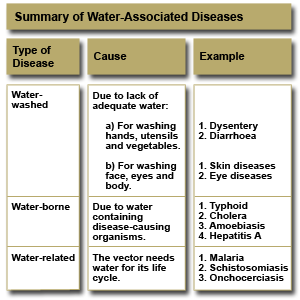 Summary of Water-Associated Diseases
Type of Disease
Cause
Example
Water-washed
Due to lack of adequate water:
a) For washing hands, utensils and vegetables.
1. Dysentery
2. Diarrhoea
b) For washing face, eyes and body.
1. Skin diseases
2. Eye diseases
Water-borne
Due to water containing disease-causing organisms.
1. Typhoid
2. Cholera
3. Amoebiasis
4. Hepatitis A
Water-related
The vector needs water for its life cycle.
1. Malaria
2. Schistosomiasis
3. Onchocerciasis